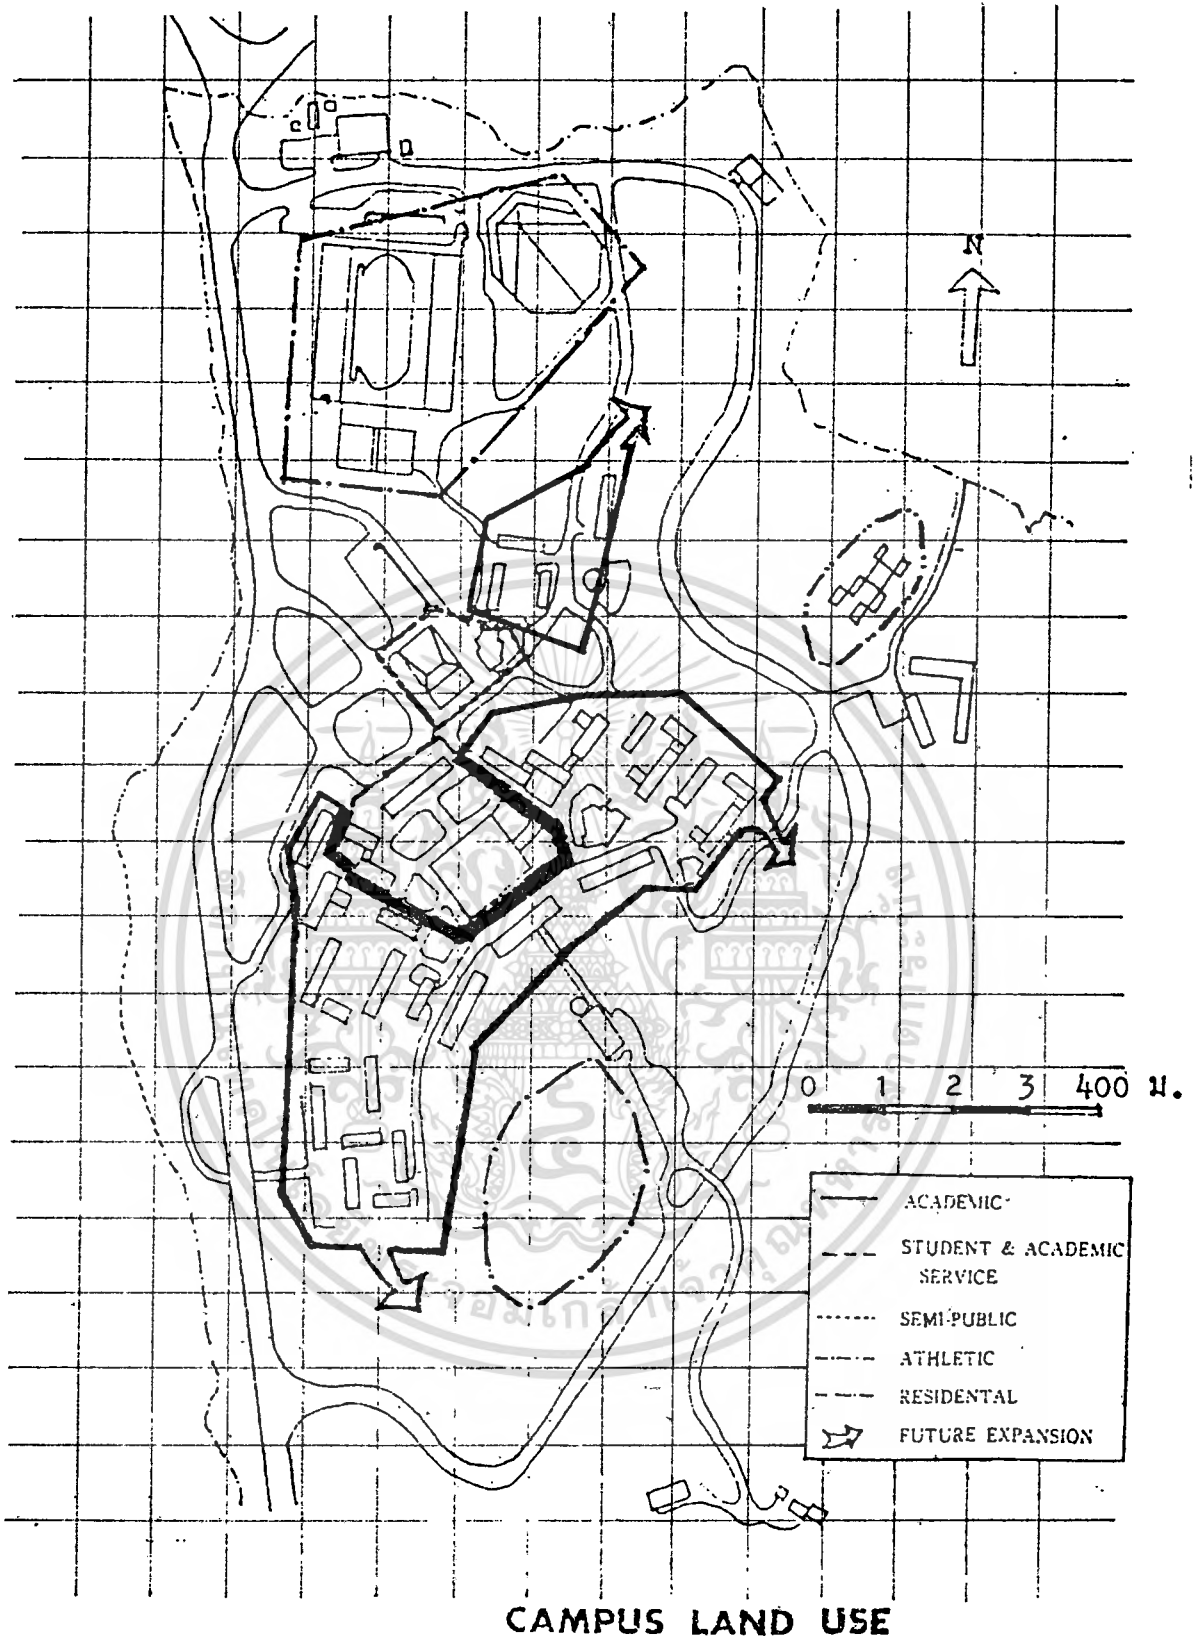 N
0 1 2 3 400 ม.
ACADEMIC
STUDENT & ACADEMIC
SERVICE
SEMI-PUBLIC
ATHLETIC
RESIDENTAL
FUTURE EXPANSION
CAMPUS LAND USE